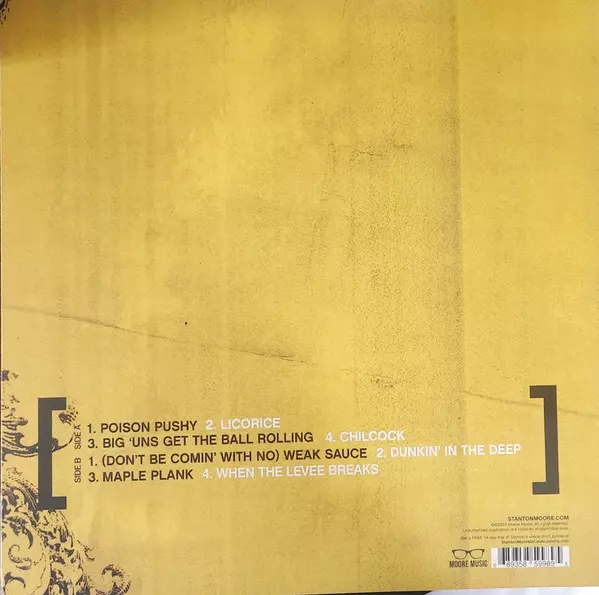 SIDE A
1. POISON PUSHY 2. LICORICE
3. BIG 'UNS GET THE BALL ROLLING 4. CHILCOCK
SIDE B
1. (DON'T BE COMIN' WITH NO) WEAK SAUCE 2. DUNKIN' IN THE DEEP
3. MAPLE PLANK 4. WHEN THE LEVEE BREAKS
STANTONMOORE.COM
MOORE MUSIC